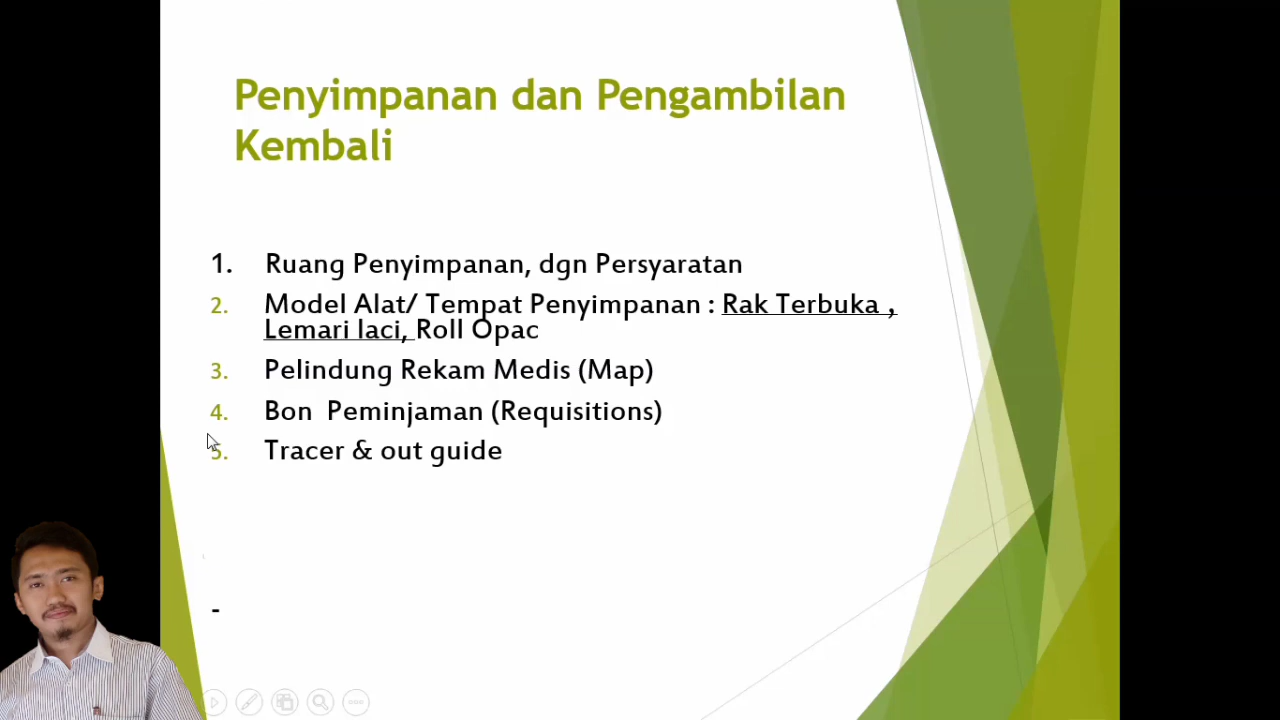 Penyimpanan dan Pengambilan
Kembali
1. Ruang Penyimpanan, dgn Persyaratan
2. Model Alat/ Tempat Penyimpanan : Rak Terbuka ,
Lemari laci, Roll Opac
3. Pelindung Rekam Medis (Map)
4. Bon Peminjaman (Requisitions)
5. Tracer & out guide
-